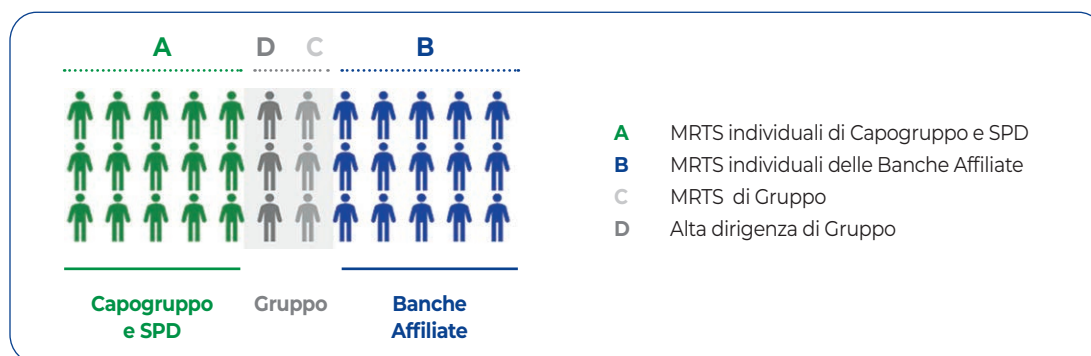 A D C B
A MRTS individuali di Capogruppo e SPD
B MRTS individuali delle Banche Affiliate
C MRTS di Gruppo
D Alta dirigenza di Gruppo
Capogruppo
e SPD
Gruppo
Banche
Affiliate